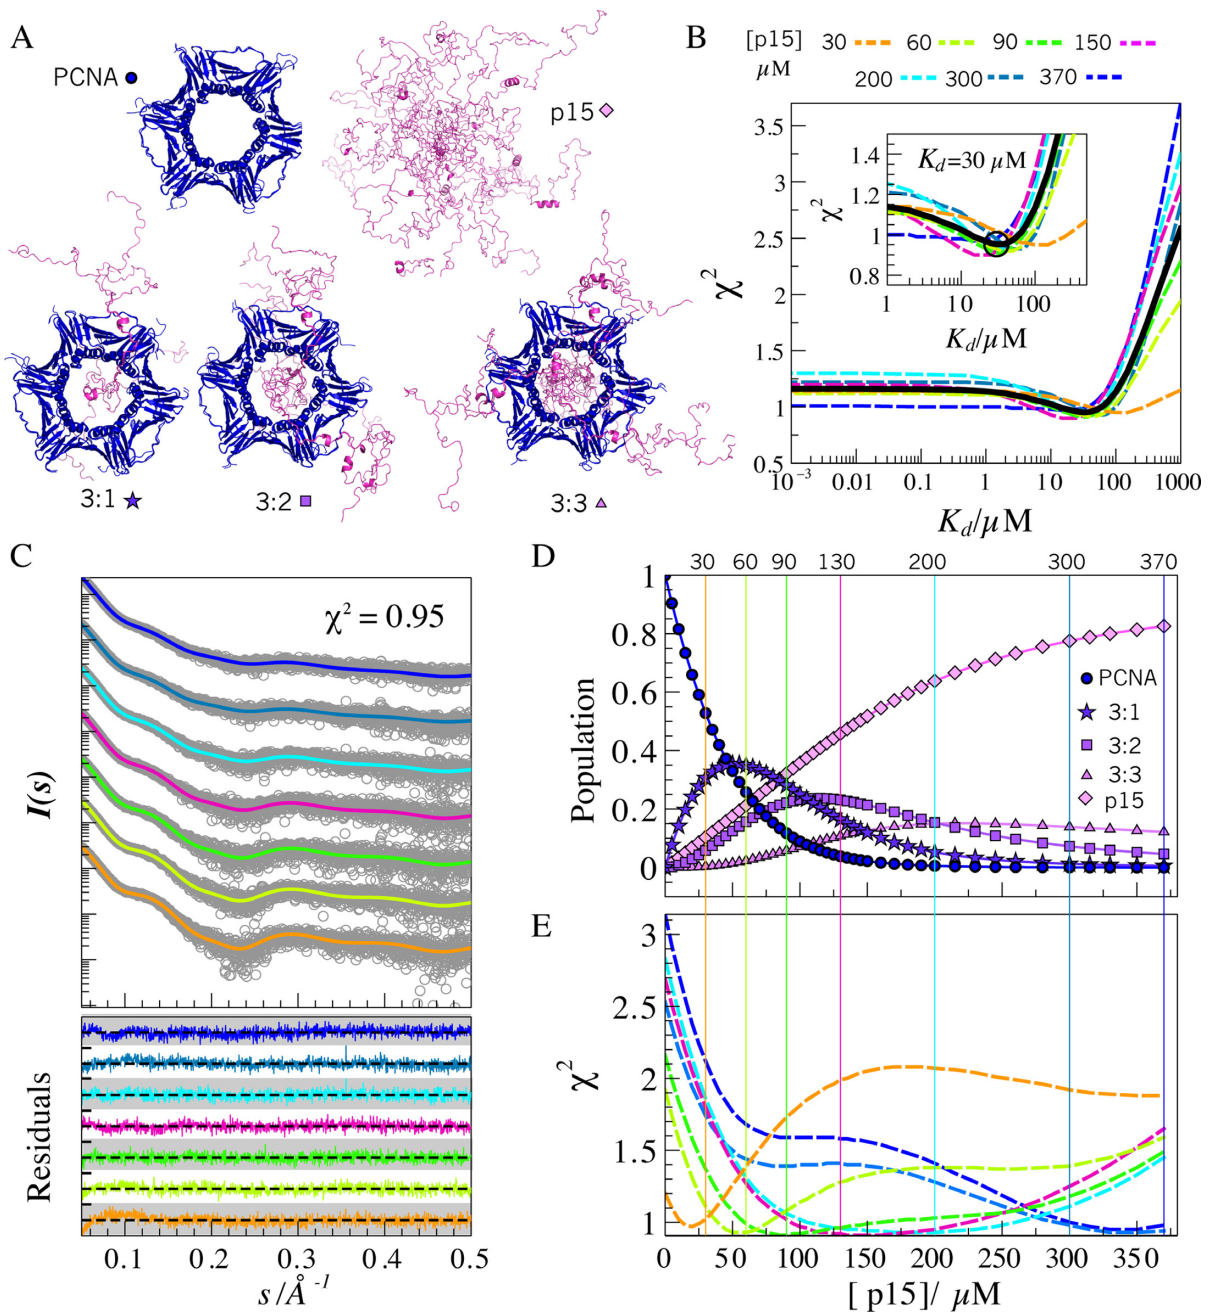 A
PCNA
p15
3:1
3:2
3:3
B
[p15] 30 60 90 150
μM 200 300 370
χ²
3.5
3
2.5
2
1.5
1
0.5
10⁻³ 0.01 0.1 1 10 100 1000
K_d/μM
K_d=30 μM
χ²
1.4
1.2
1
0.8
1 10 100
K_d/μM
C
χ² = 0.95
I(s)
Residuals
0.1 0.2 0.3 0.4 0.5
s/Å⁻¹
D
30 60 90 130 200 300 370
Population
1
0.8
0.6
0.4
0.2
0
PCNA
3:1
3:2
3:3
p15
E
χ²
3
2.5
2
1.5
1
0 50 100 150 200 250 300 350
[ p15]/ μM